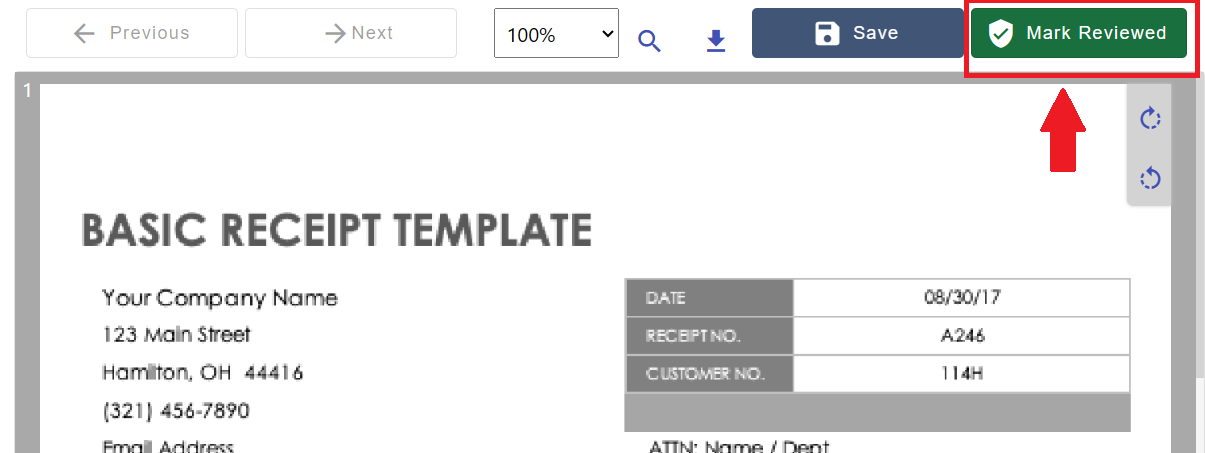 Previous
Next
100%
Save
Mark Reviewed
1
BASIC RECEIPT TEMPLATE
Your Company Name
123 Main Street
Hamilton, OH 44416
(321) 456-7890
Email Address
DATE 08/30/17
RECEIPT NO. A246
CUSTOMER NO. 114H
ATTN: Name / Dept